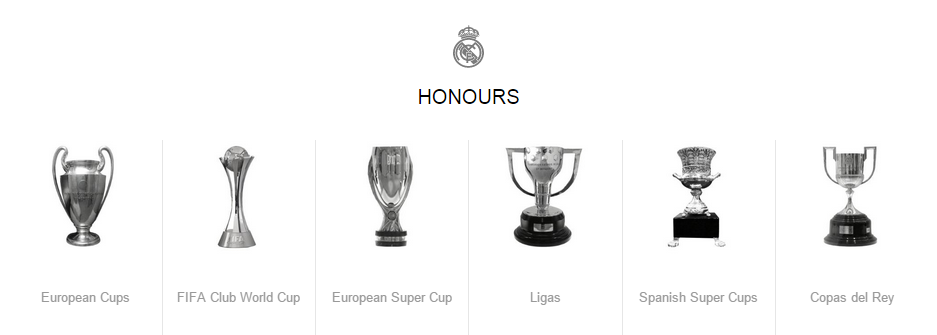 HONOURS
European Cups
FIFA Club World Cup
European Super Cup
Ligas
Spanish Super Cups
Copas del Rey